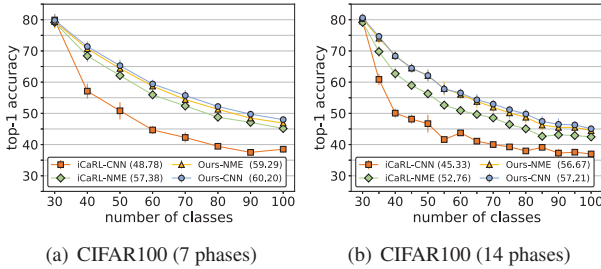 80
70
60
50
40
30
top-1 accuracy
iCaRL-CNN (48,78)
iCaRL-NME (57,38)
Ours-NME (59,29)
Ours-CNN (60,20)
30 40 50 60 70 80 90 100
number of classes
(a) CIFAR100 (7 phases)
80
70
60
50
40
30
top-1 accuracy
iCaRL-CNN (45,33)
iCaRL-NME (52,76)
Ours-NME (56,67)
Ours-CNN (57,21)
30 40 50 60 70 80 90 100
number of classes
(b) CIFAR100 (14 phases)